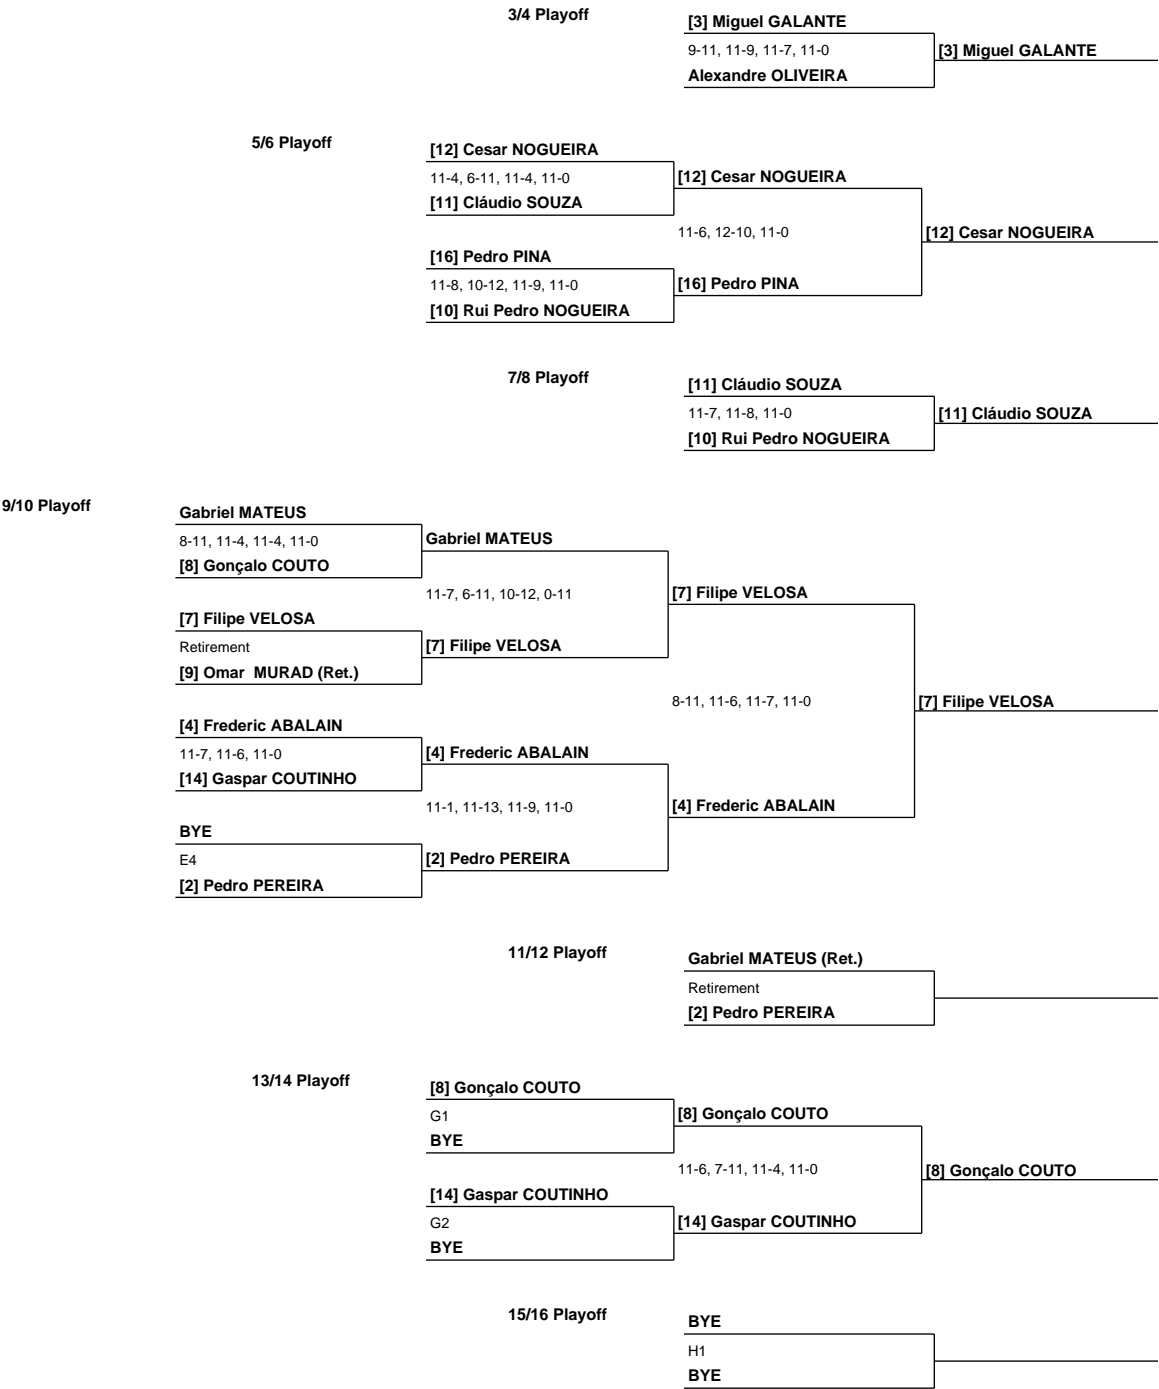 3/4 Playoff
[3] Miguel GALANTE
9-11, 11-9, 11-7, 11-0
[3] Miguel GALANTE
Alexandre OLIVEIRA
5/6 Playoff
[12] Cesar NOGUEIRA
11-4, 6-11, 11-4, 11-0
[12] Cesar NOGUEIRA
[11] Cláudio SOUZA
11-6, 12-10, 11-0
[12] Cesar NOGUEIRA
[16] Pedro PINA
11-8, 10-12, 11-9, 11-0
[16] Pedro PINA
[10] Rui Pedro NOGUEIRA
7/8 Playoff
[11] Cláudio SOUZA
11-7, 11-8, 11-0
[11] Cláudio SOUZA
[10] Rui Pedro NOGUEIRA
9/10 Playoff
Gabriel MATEUS
8-11, 11-4, 11-4, 11-0
Gabriel MATEUS
[8] Gonçalo COUTO
11-7, 6-11, 10-12, 0-11
[7] Filipe VELOSA
[7] Filipe VELOSA
Retirement
[7] Filipe VELOSA
[9] Omar  MURAD (Ret.)
8-11, 11-6, 11-7, 11-0
[7] Filipe VELOSA
[4] Frederic ABALAIN
11-7, 11-6, 11-0
[4] Frederic ABALAIN
[14] Gaspar COUTINHO
11-1, 11-13, 11-9, 11-0
[4] Frederic ABALAIN
BYE
E4
[2] Pedro PEREIRA
[2] Pedro PEREIRA
11/12 Playoff
Gabriel MATEUS (Ret.)
Retirement
[2] Pedro PEREIRA
13/14 Playoff
[8] Gonçalo COUTO
G1
[8] Gonçalo COUTO
BYE
11-6, 7-11, 11-4, 11-0
[8] Gonçalo COUTO
[14] Gaspar COUTINHO
G2
[14] Gaspar COUTINHO
BYE
15/16 Playoff
BYE
H1
BYE